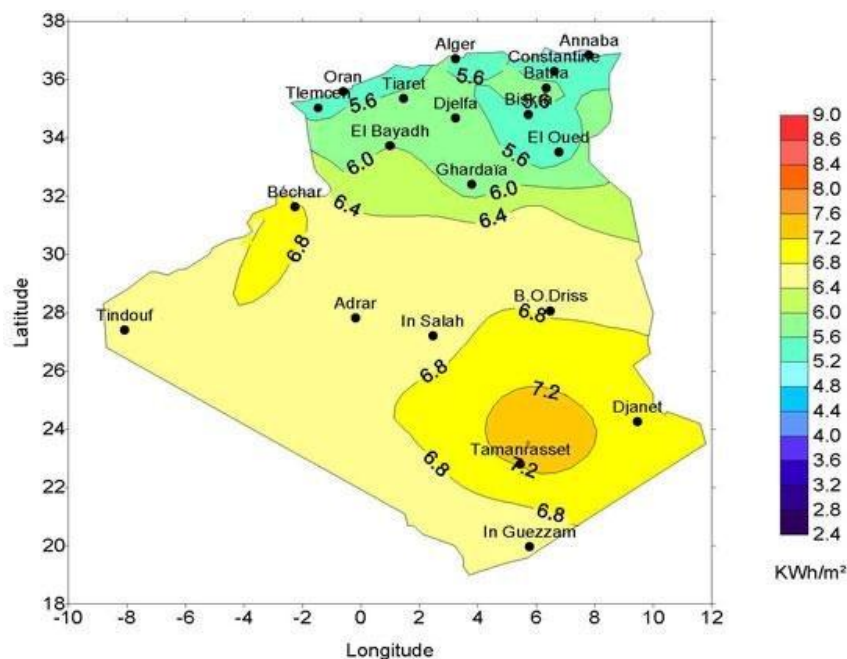 38
36
34
32
30
28
26
24
22
20
18
Latitude
-10 -8 -6 -4 -2 0 2 4 6 8 10 12
Longitude
Annaba
Alger
Constantine
Oran
Tiaret
5.6
Batna
Tlemcen
5.6
Djelfa
5.6
El Bayadh
El Oued
6.0
5.6
Ghardaïa
6.0
Béchar
6.4
6.4
6.8
Tindouf
Adrar
In Salah
B.O.Driss
6.8
6.8
7.2
Djanet
Tamanrasset
6.8
7.2
6.8
In Guezzam
9.0
8.6
8.4
8.0
7.6
7.2
6.8
6.4
6.0
5.6
5.2
4.8
4.4
4.0
3.6
3.2
2.8
2.4
KWh/m²